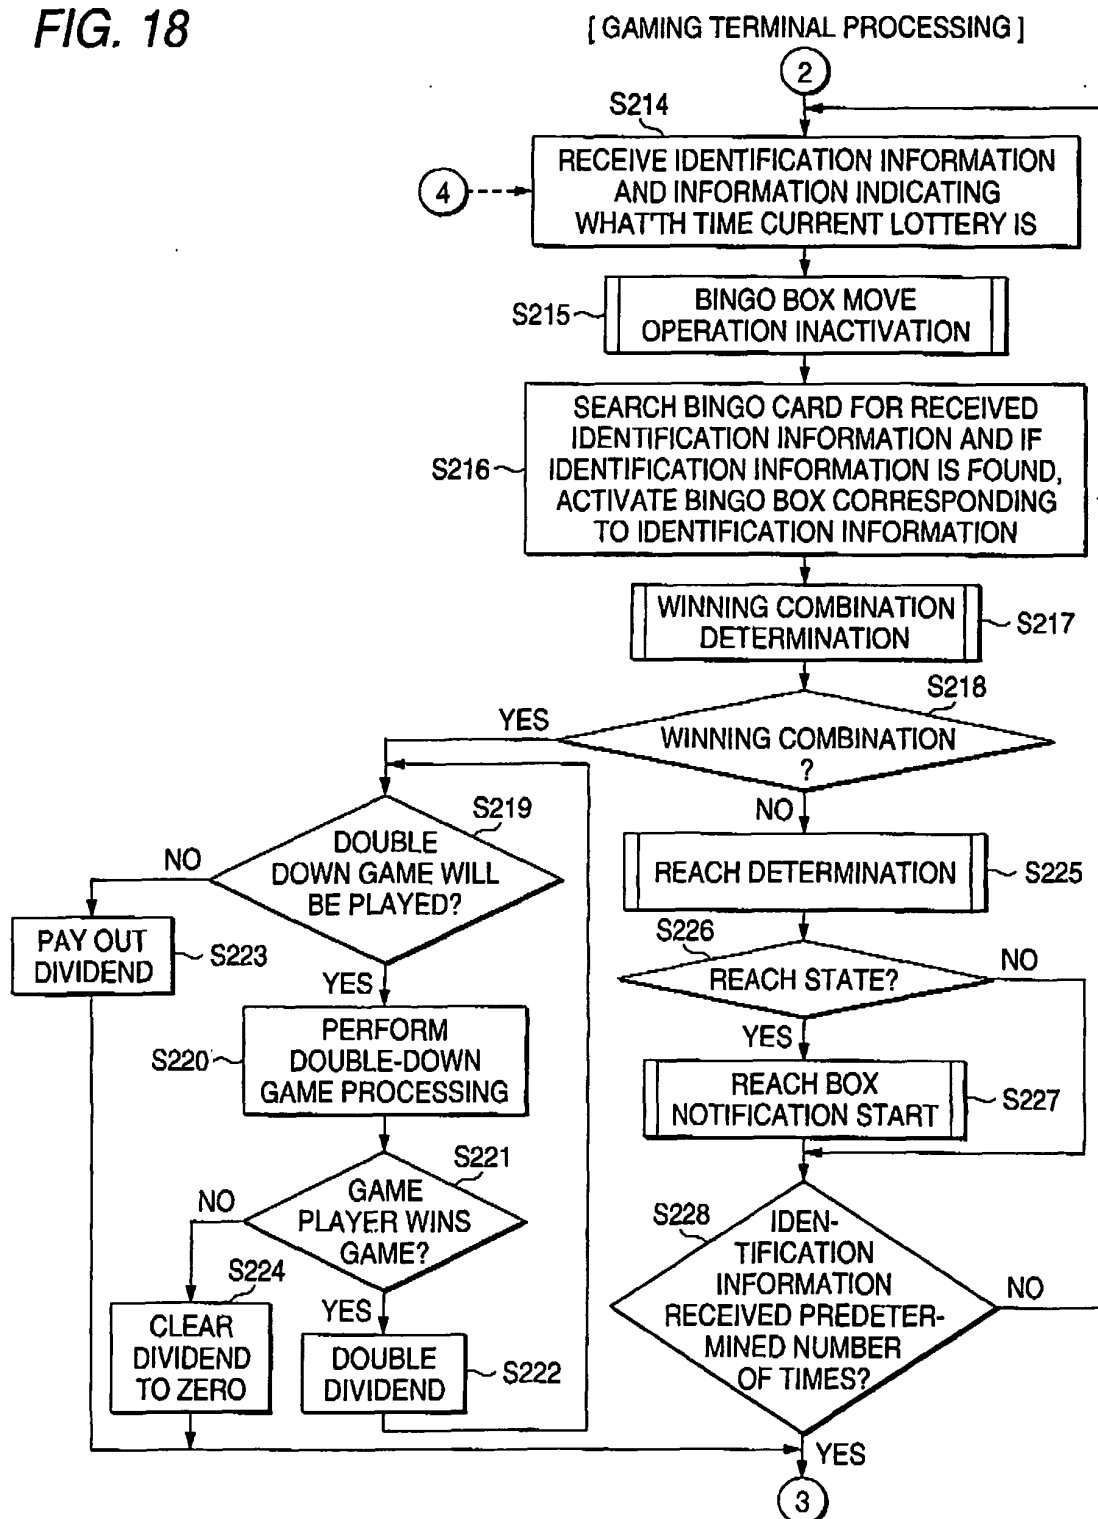 FIG. 18
[ GAMING TERMINAL PROCESSING ]
2
S214
RECEIVE IDENTIFICATION INFORMATION
AND INFORMATION INDICATING
WHAT'TH TIME CURRENT LOTTERY IS
4
S215
BINGO BOX MOVE
OPERATION INACTIVATION
S216
SEARCH BINGO CARD FOR RECEIVED
IDENTIFICATION INFORMATION AND IF
IDENTIFICATION INFORMATION IS FOUND,
ACTIVATE BINGO BOX CORRESPONDING
TO IDENTIFICATION INFORMATION
WINNING COMBINATION
DETERMINATION
S217
S218
WINNING COMBINATION
?
YES
NO
S219
DOUBLE
DOWN GAME WILL
BE PLAYED?
NO
YES
PAY OUT
DIVIDEND
S223
S220
PERFORM
DOUBLE-DOWN
GAME PROCESSING
S221
GAME
PLAYER WINS
GAME?
NO
YES
S224
CLEAR
DIVIDEND
TO ZERO
DOUBLE
DIVIDEND
S222
REACH DETERMINATION
S225
S226
REACH STATE?
NO
YES
REACH BOX
NOTIFICATION START
S227
S228
IDEN-
TIFICATION
INFORMATION
RECEIVED PREDETER-
MINED NUMBER
OF TIMES?
NO
YES
3